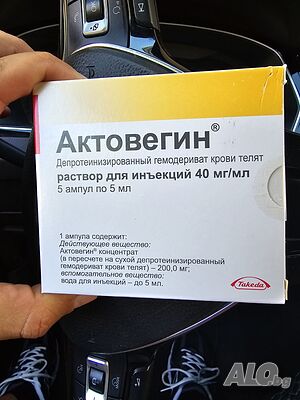 Актовегин®
Депротеинизированный гемодериват крови телят
раствор для инъекций 40 мг/мл
5 ампул по 5 мл
1 ампула содержит:
Действующее вещество:
Актовегин® концентрат
(в пересчете на сухой депротеинизированный
гемодериват крови телят) – 200,0 мг;
вспомогательное вещество:
вода для инъекций – до 5 мл.
Takeda
ALO.bg